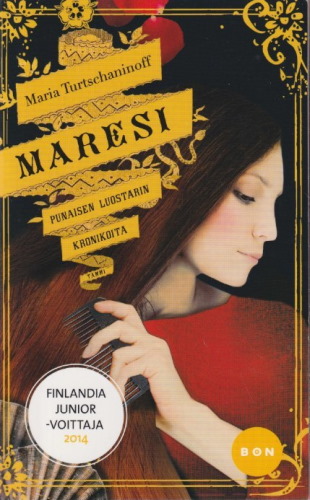 Maria Turtschaninoff
MARESI
PUNAISEN LUOSTARIN
KRONIKOITA
TAMMI
FINLANDIA
JUNIOR
-VOITTAJA
2014
BON